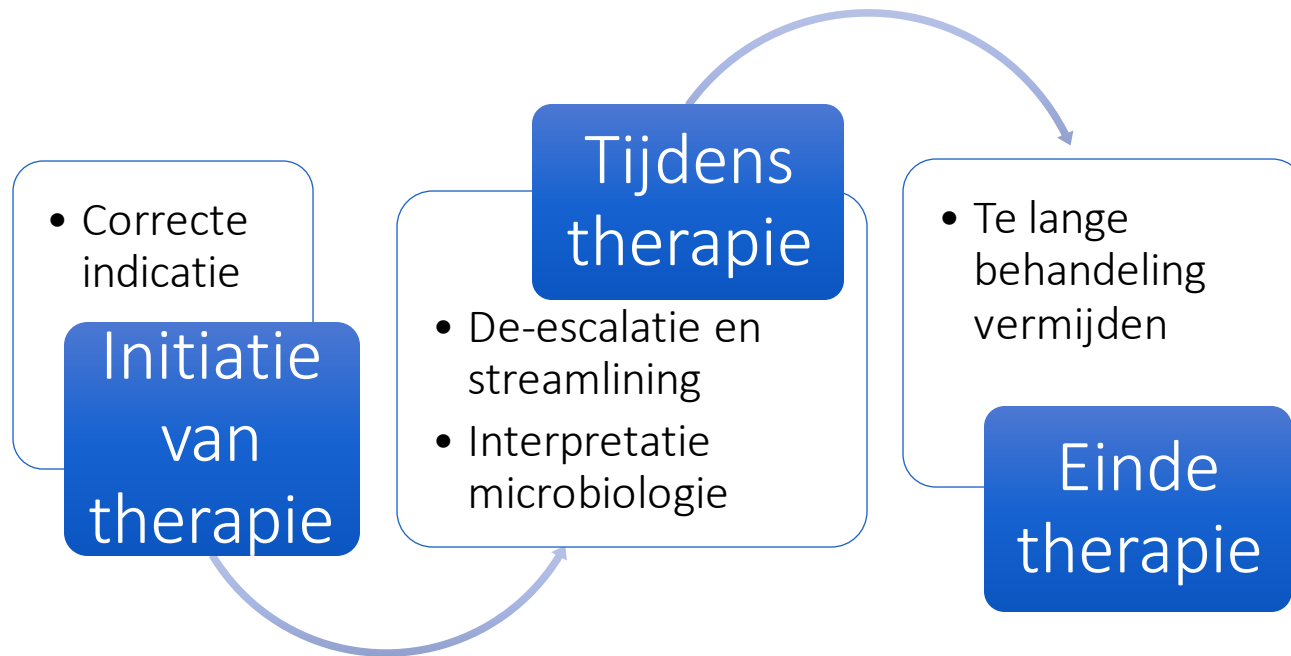 • Correcte
indicatie
Initiatie
van
therapie
Tijdens
therapie
• De-escalatie en
streamlining
• Interpretatie
microbiologie
• Te lange
behandeling
vermijden
Einde
therapie